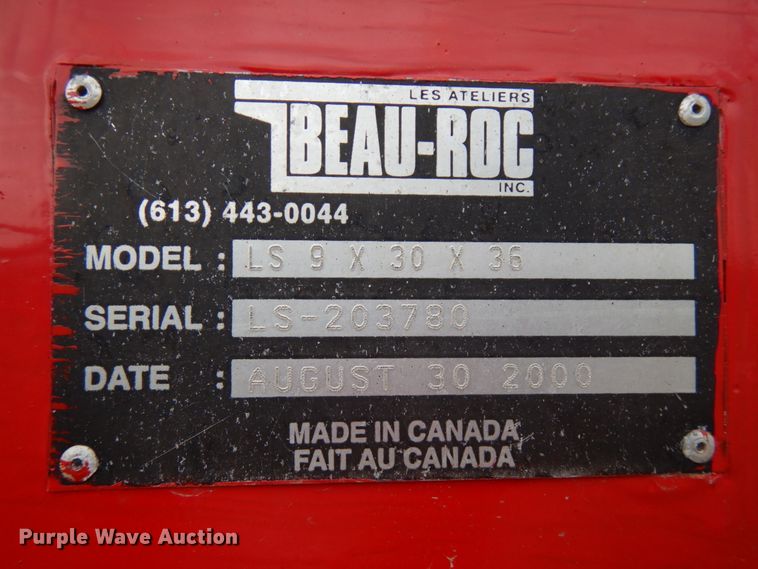 LES ATELIERS
BEAU-ROC
INC.
(613) 443-0044
MODEL : LS 9 X 30 X 36
SERIAL : LS-203780
DATE : AUGUST 30 2000
MADE IN CANADA
FAIT AU CANADA
Purple Wave Auction